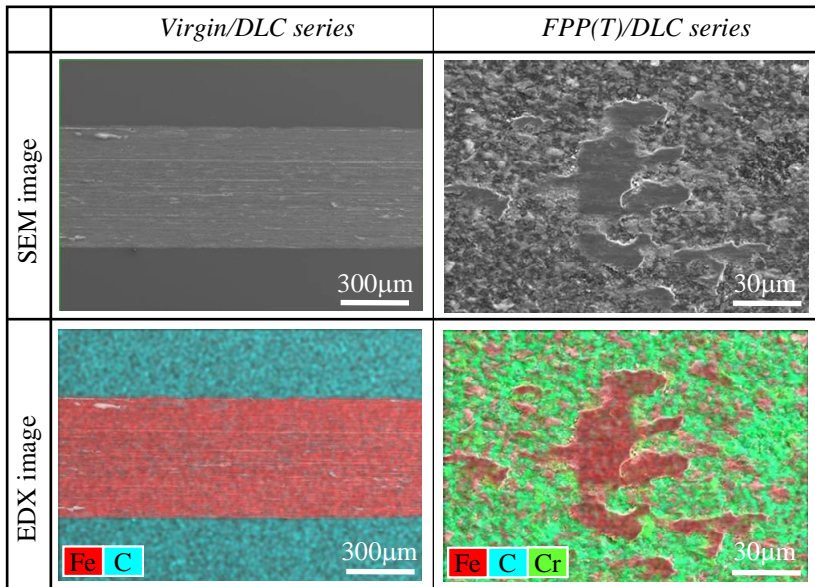 Virgin/DLC series
FPP(T)/DLC series
SEM image
300μm
30μm
EDX image
Fe C
300μm
Fe C Cr
30μm